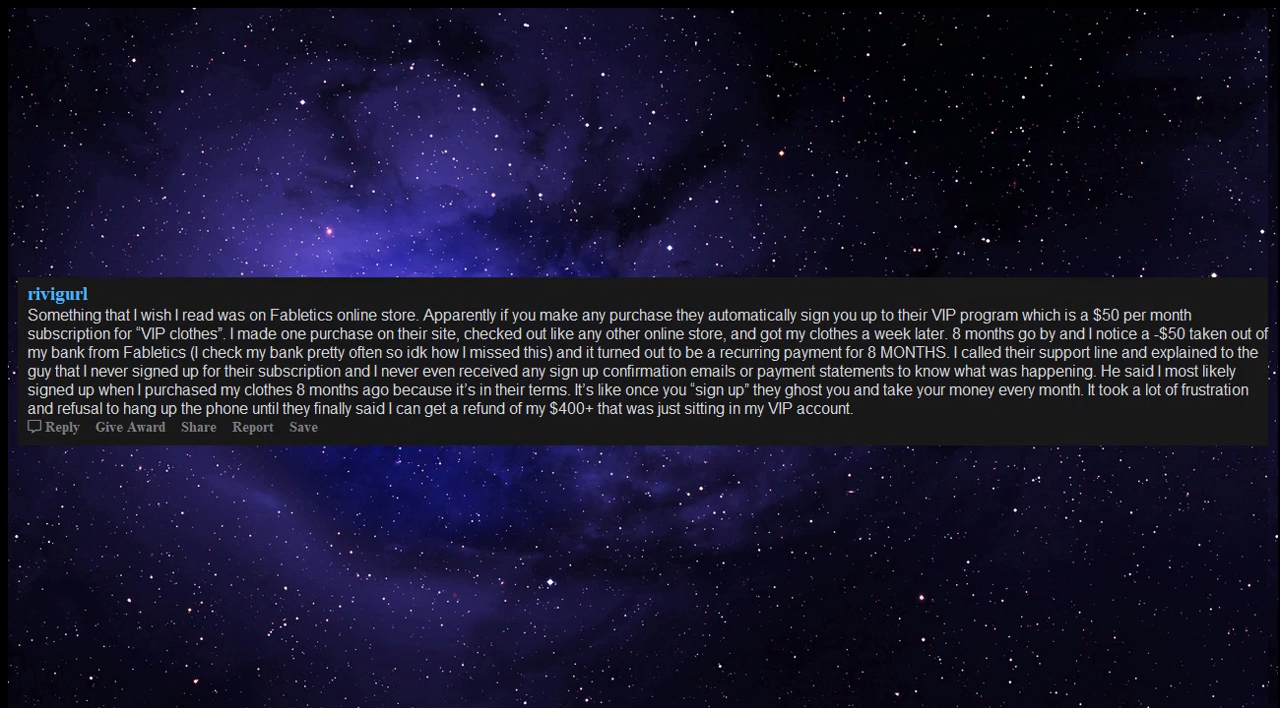 rivigurl
Something that I wish I read was on Fabletics online store. Apparently if you make any purchase they automatically sign you up to their VIP program which is a $50 per month
subscription for “VIP clothes”. I made one purchase on their site, checked out like any other online store, and got my clothes a week later. 8 months go by and I notice a -$50 taken out of
my bank from Fabletics (I check my bank pretty often so idk how I missed this) and it turned out to be a recurring payment for 8 MONTHS. I called their support line and explained to the
guy that I never signed up for their subscription and I never even received any sign up confirmation emails or payment statements to know what was happening. He said I most likely
signed up when I purchased my clothes 8 months ago because it’s in their terms. It’s like once you “sign up” they ghost you and take your money every month. It took a lot of frustration
and refusal to hang up the phone until they finally said I can get a refund of my $400+ that was just sitting in my VIP account.
Reply Give Award Share Report Save